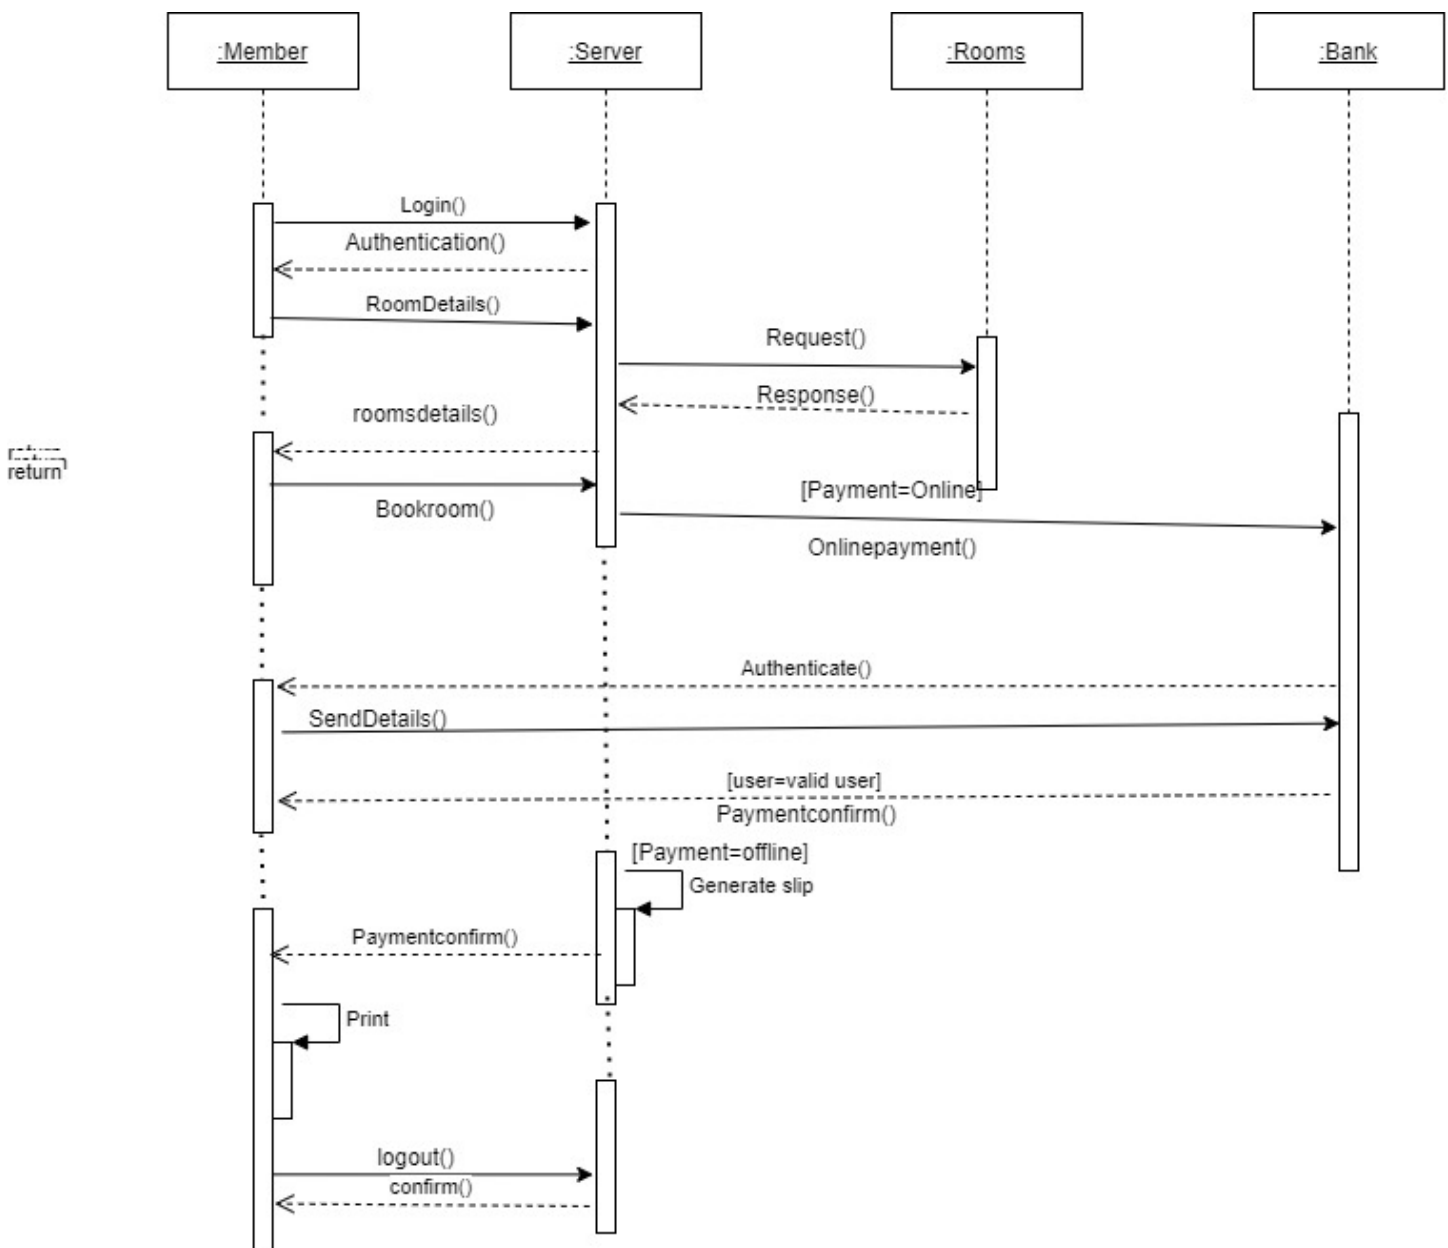 :Member
:Server
:Rooms
:Bank
Login()
Authentication()
RoomDetails()
Request()
Response()
roomsdetails()
return
Bookroom()
[Payment=Online]
Onlinepayment()
Authenticate()
SendDetails()
[user=valid user]
Paymentconfirm()
[Payment=offline]
Generate slip
Paymentconfirm()
Print
logout()
confirm()